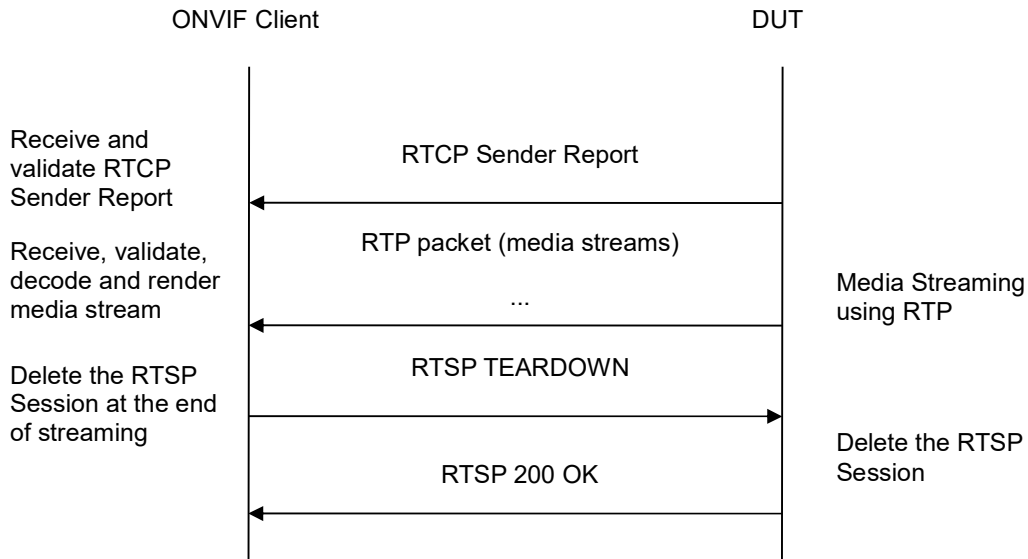 ONVIF Client
DUT
Receive and
validate RTCP
Sender Report
RTCP Sender Report
Receive, validate,
decode and render
media stream
RTP packet (media streams)
...
Media Streaming
using RTP
Delete the RTSP
Session at the end
of streaming
RTSP TEARDOWN
Delete the RTSP
Session
RTSP 200 OK